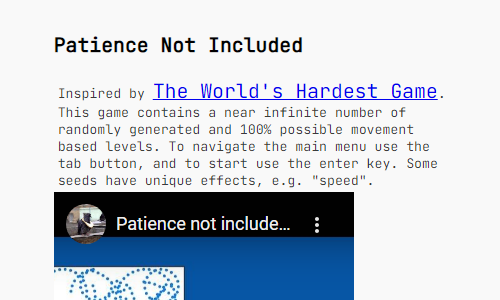 Patience Not Included
Inspired by The World's Hardest Game.
This game contains a near infinite number of
randomly generated and 100% possible movement
based levels. To navigate the main menu use the
tab button, and to start use the enter key. Some
seeds have unique effects, e.g. "speed".
Patience not include...